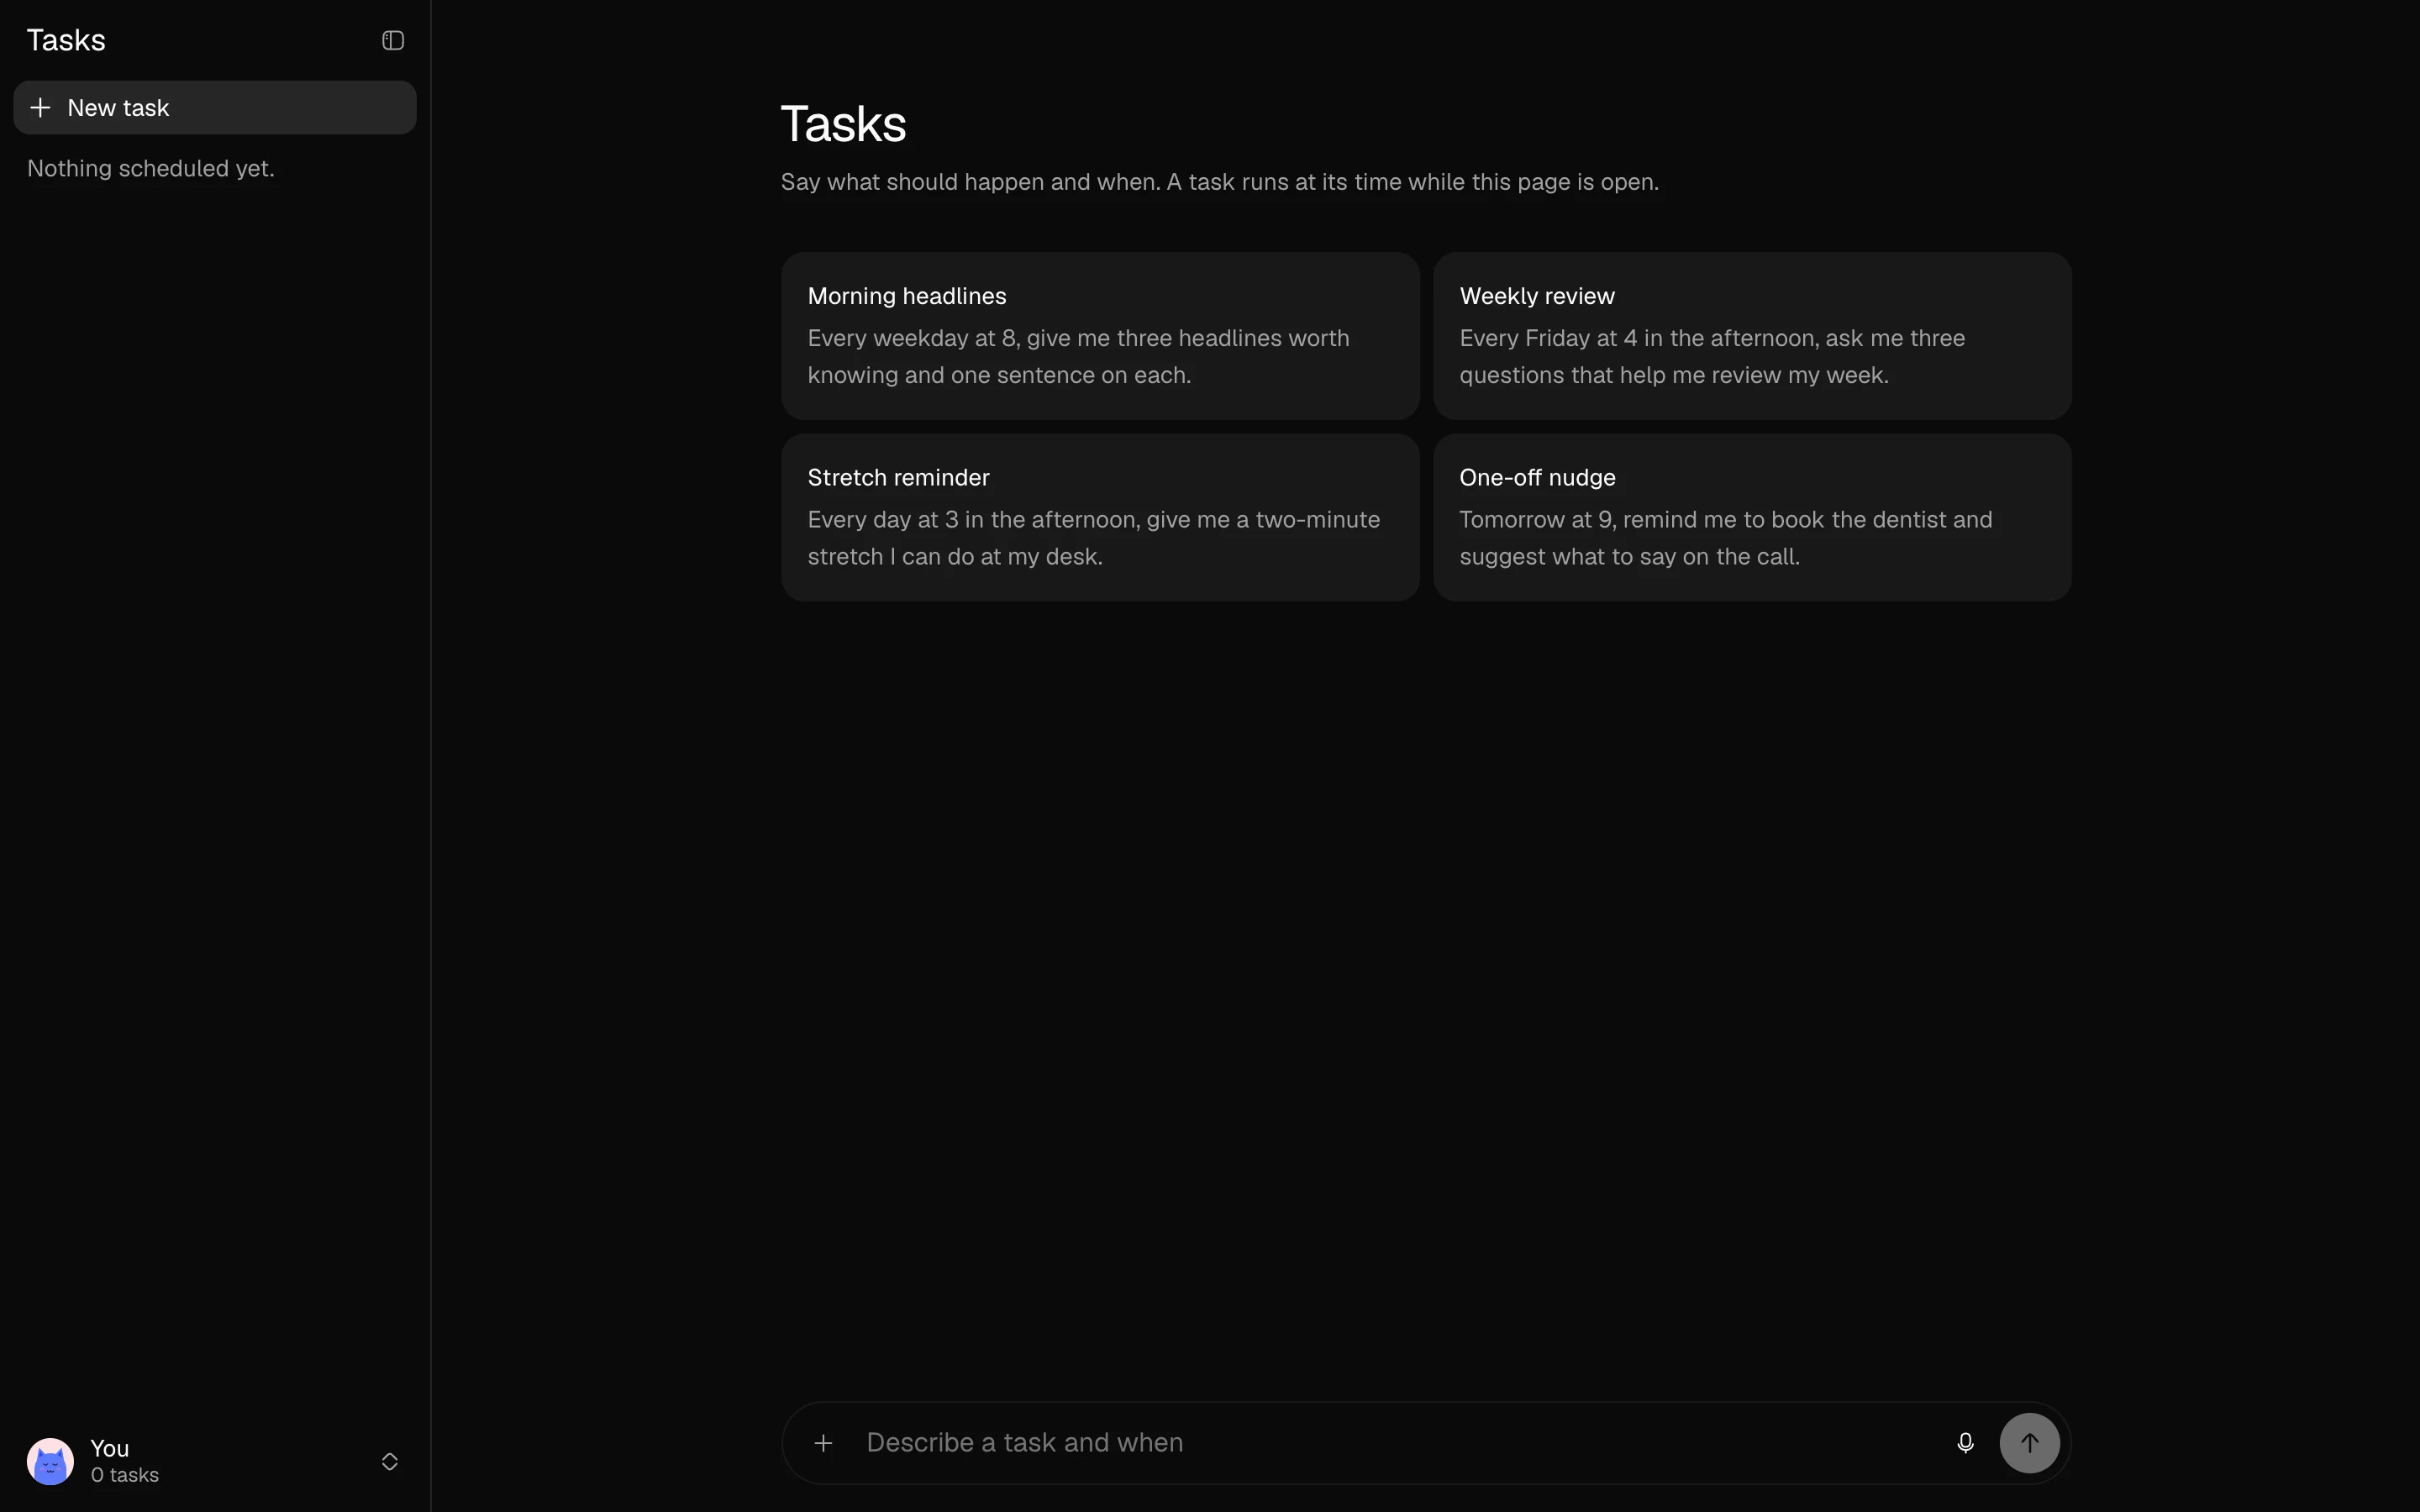 Tasks
New task
Nothing scheduled yet.
You
0 tasks
Tasks
Say what should happen and when. A task runs at its time while this page is open.
Morning headlines
Every weekday at 8, give me three headlines worth
knowing and one sentence on each.
Weekly review
Every Friday at 4 in the afternoon, ask me three
questions that help me review my week.
Stretch reminder
Every day at 3 in the afternoon, give me a two-minute
stretch I can do at my desk.
One-off nudge
Tomorrow at 9, remind me to book the dentist and
suggest what to say on the call.
Describe a task and when